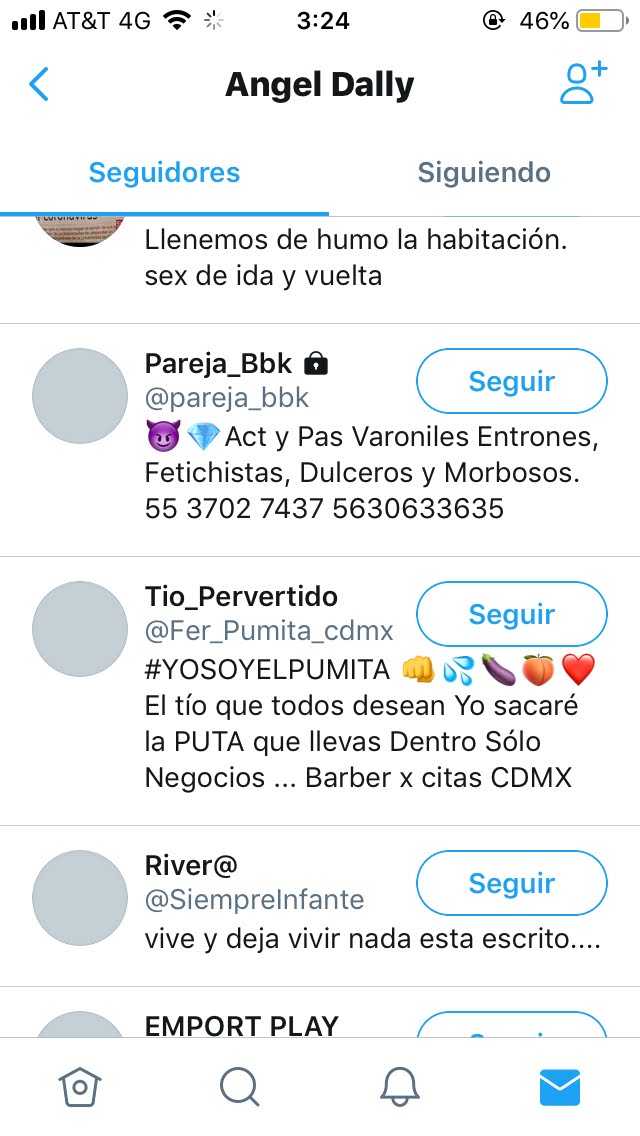 AT&T 4G 3:24 46%
Angel Dally
Seguidores Siguiendo
Llenemos de humo la habitación.
sex de ida y vuelta
Pareja_Bbk
@pareja_bbk
Seguir
😈💎Act y Pas Varoniles Entrones,
Fetichistas, Dulceros y Morbosos.
55 3702 7437 5630633635
Tio_Pervertido
@Fer_Pumita_cdmx
Seguir
#YOSOYELPUMITA 👊💦🍆🍑❤️
El tío que todos desean Yo sacaré
la PUTA que llevas Dentro Sólo
Negocios ... Barber x citas CDMX
River@
@SiempreInfante
Seguir
vive y deja vivir nada esta escrito....
EMPORT PLAY